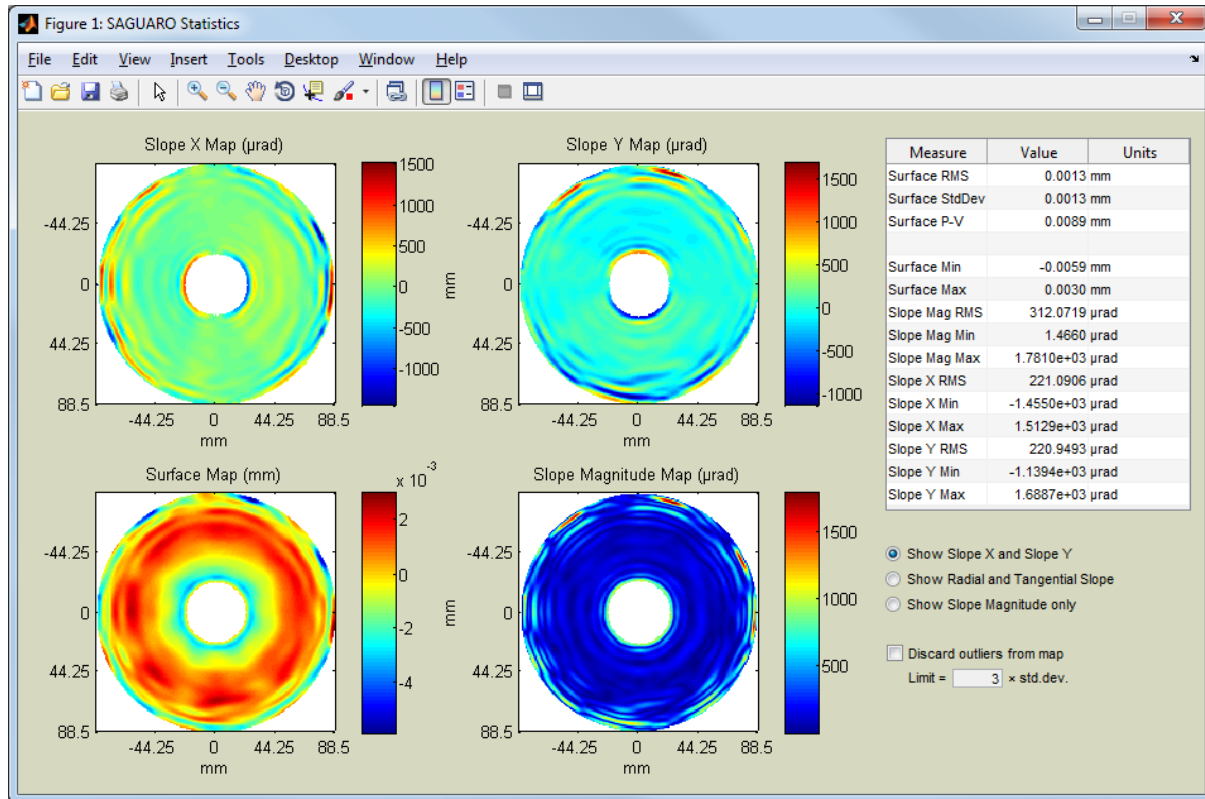 Figure 1: SAGUARO Statistics
File Edit View Insert Tools Desktop Window Help
Slope X Map (µrad)
1500
1000
500
0
-500
-1000
-44.25
0
44.25
88.5
-44.25 0 44.25 88.5
mm
mm
Slope Y Map (µrad)
1500
1000
500
0
-500
-1000
-44.25
0
44.25
88.5
-44.25 0 44.25 88.5
mm
Surface Map (mm)
x 10⁻³
2
0
-2
-4
-44.25
0
44.25
88.5
-44.25 0 44.25 88.5
mm
mm
Slope Magnitude Map (µrad)
1500
1000
500
-44.25
0
44.25
88.5
-44.25 0 44.25 88.5
mm
Measure Value Units
Surface RMS 0.0013 mm
Surface StdDev 0.0013 mm
Surface P-V 0.0089 mm
Surface Min -0.0059 mm
Surface Max 0.0030 mm
Slope Mag RMS 312.0719 µrad
Slope Mag Min 1.4660 µrad
Slope Mag Max 1.7810e+03 µrad
Slope X RMS 221.0906 µrad
Slope X Min -1.4550e+03 µrad
Slope X Max 1.5129e+03 µrad
Slope Y RMS 220.9493 µrad
Slope Y Min -1.1394e+03 µrad
Slope Y Max 1.6887e+03 µrad
Show Slope X and Slope Y
Show Radial and Tangential Slope
Show Slope Magnitude only
Discard outliers from map
Limit = 3 × std.dev.